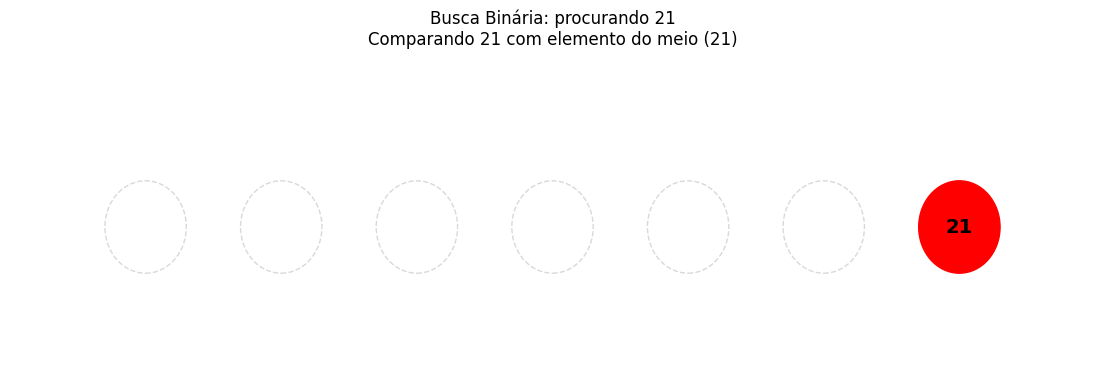 Busca Binária: procurando 21
Comparando 21 com elemento do meio (21)
21